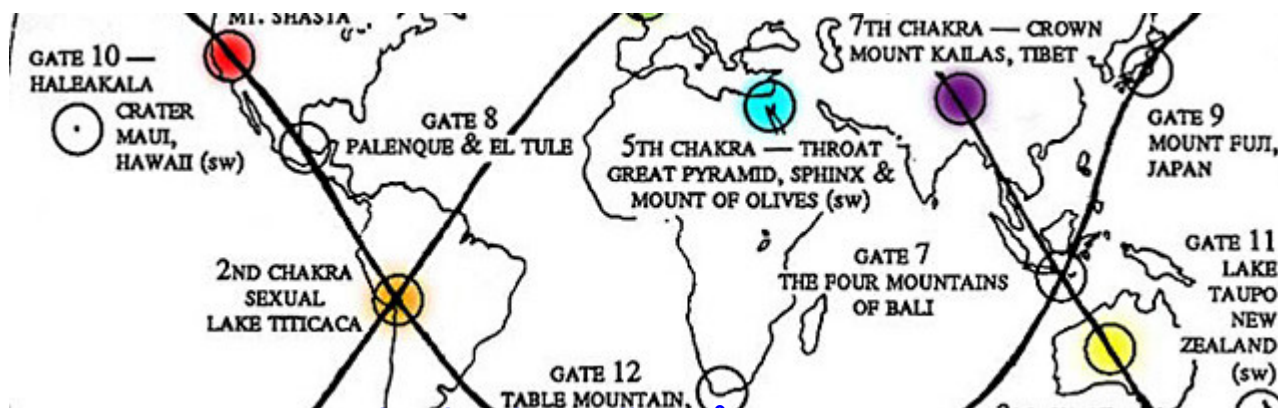 MT. SHASTA
GATE 10 —
HALEAKALA
CRATER
MAUI,
HAWAII (SW)
GATE 8
PALENQUE & EL TULE
2ND CHAKRA
SEXUAL
LAKE TITICACA
5TH CHAKRA — THROAT
GREAT PYRAMID, SPHINX &
MOUNT OF OLIVES (SW)
7TH CHAKRA — CROWN
MOUNT KAILAS, TIBET
GATE 9
MOUNT FUJI,
JAPAN
GATE 7
THE FOUR MOUNTAINS
OF BALI
GATE 11
LAKE
TAUPO
NEW
ZEALAND
(SW)
GATE 12
TABLE MOUNTAIN,